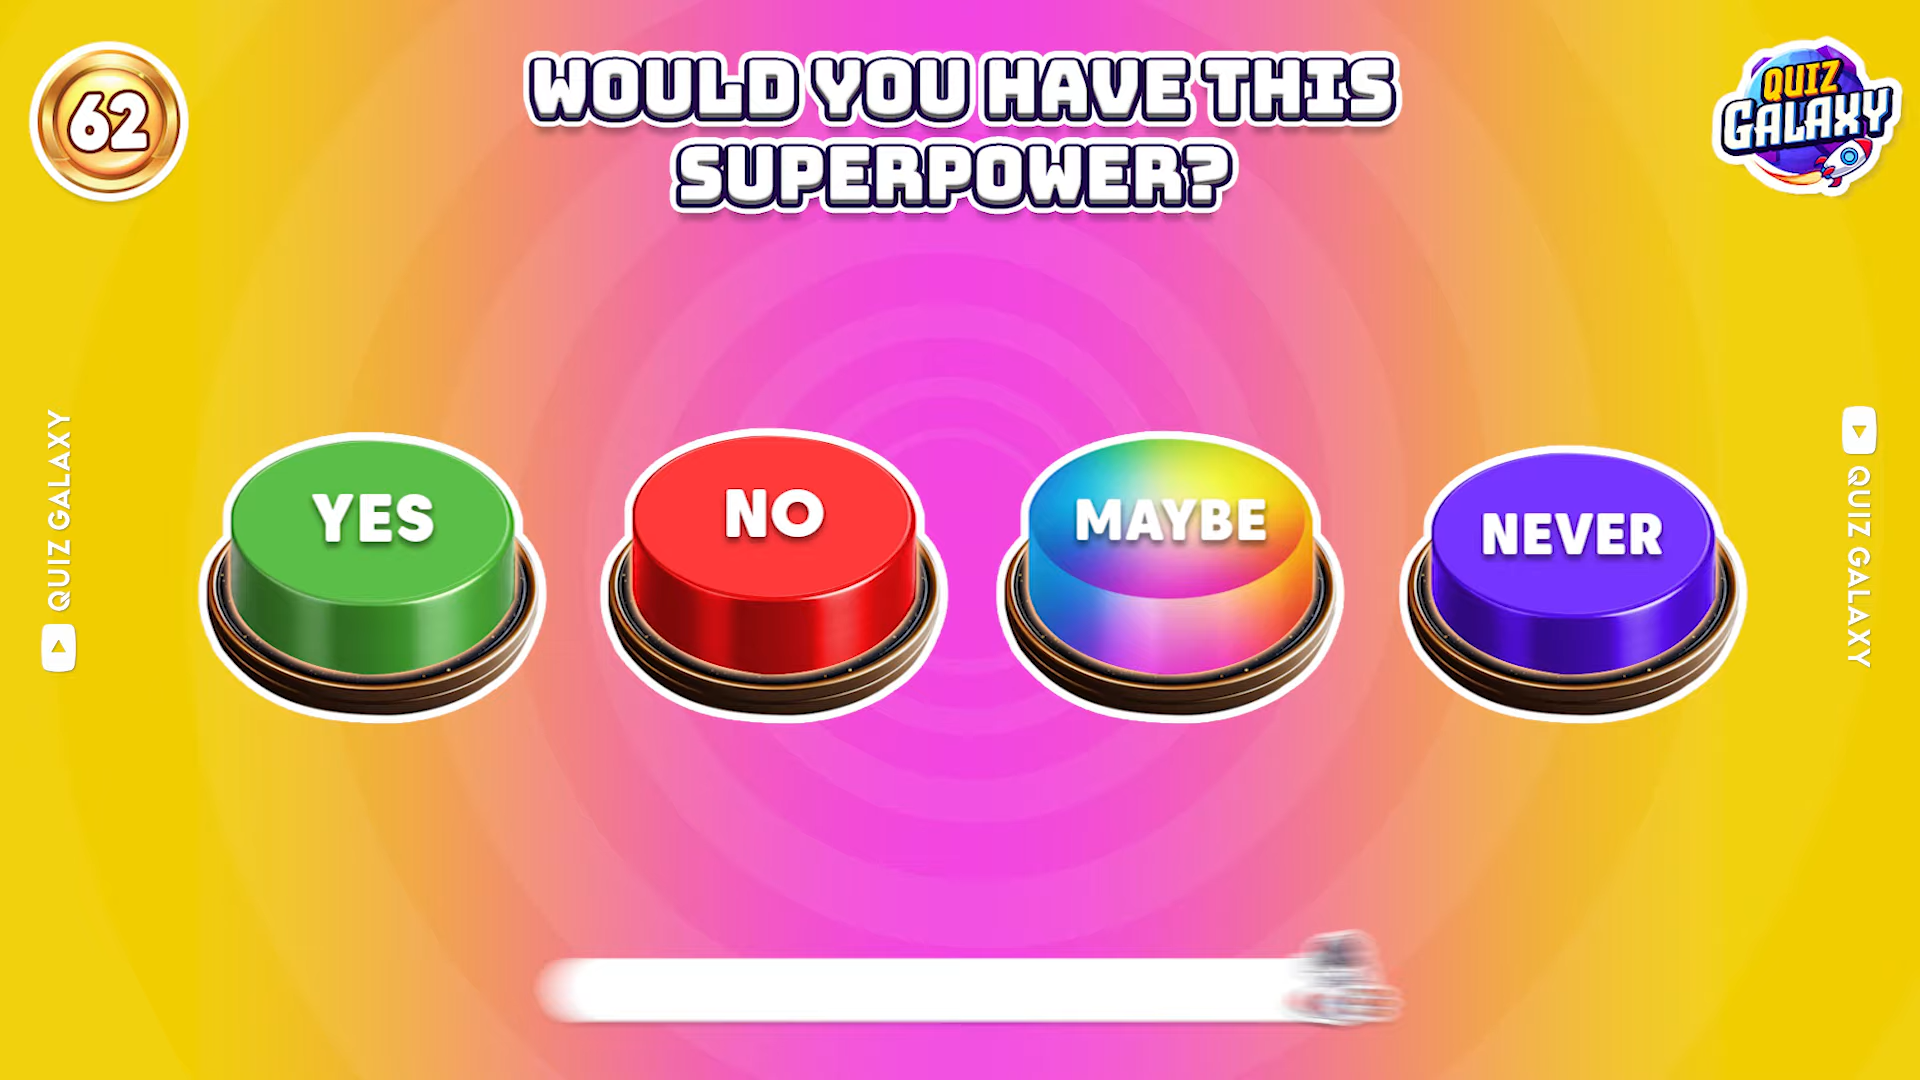 62
WOULD YOU HAVE THIS
SUPERPOWER?
QUIZ
GALAXY
YES
NO
MAYBE
NEVER
QUIZ GALAXY
QUIZ GALAXY